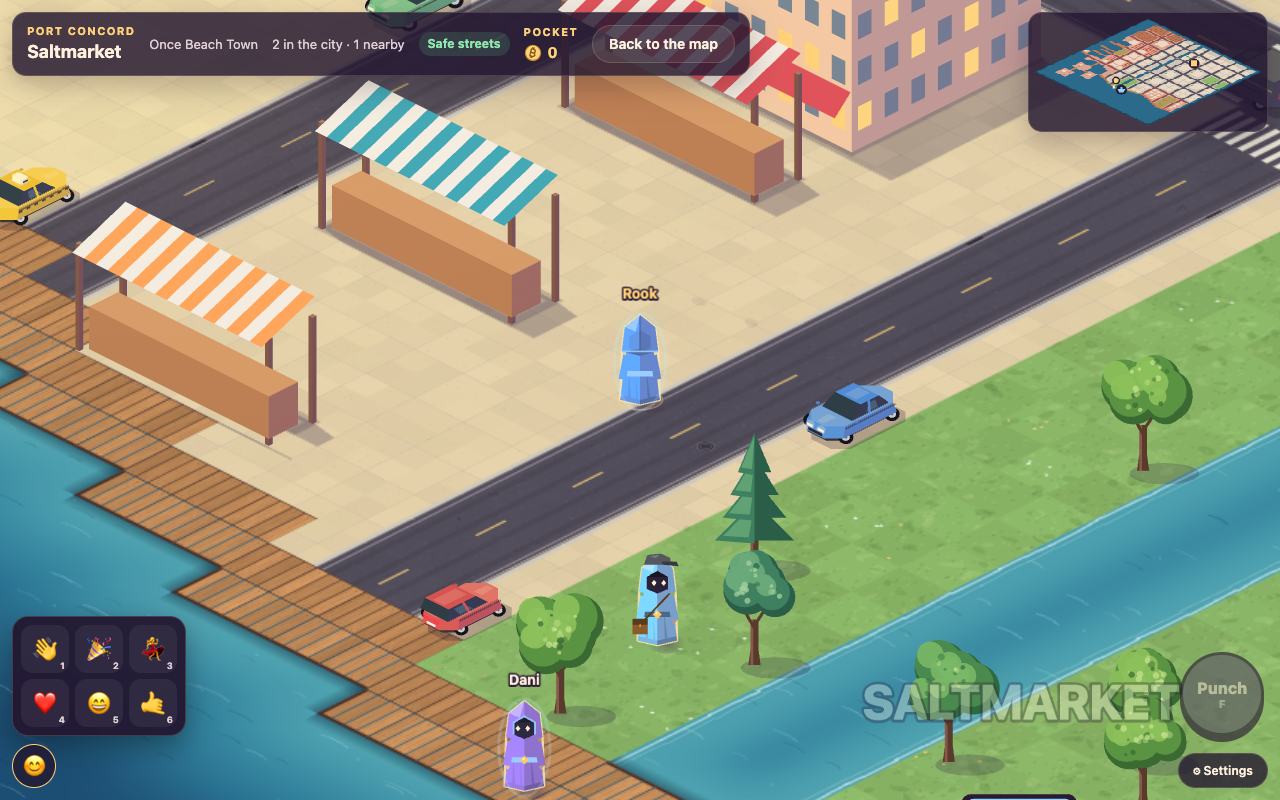 PORT CONCORD
Saltmarket
Once Beach Town
2 in the city · 1 nearby
Safe streets
POCKET
0
Back to the map
Rook
Dani
1
2
3
4
5
6
SALTMARKET
Punch
F
Settings